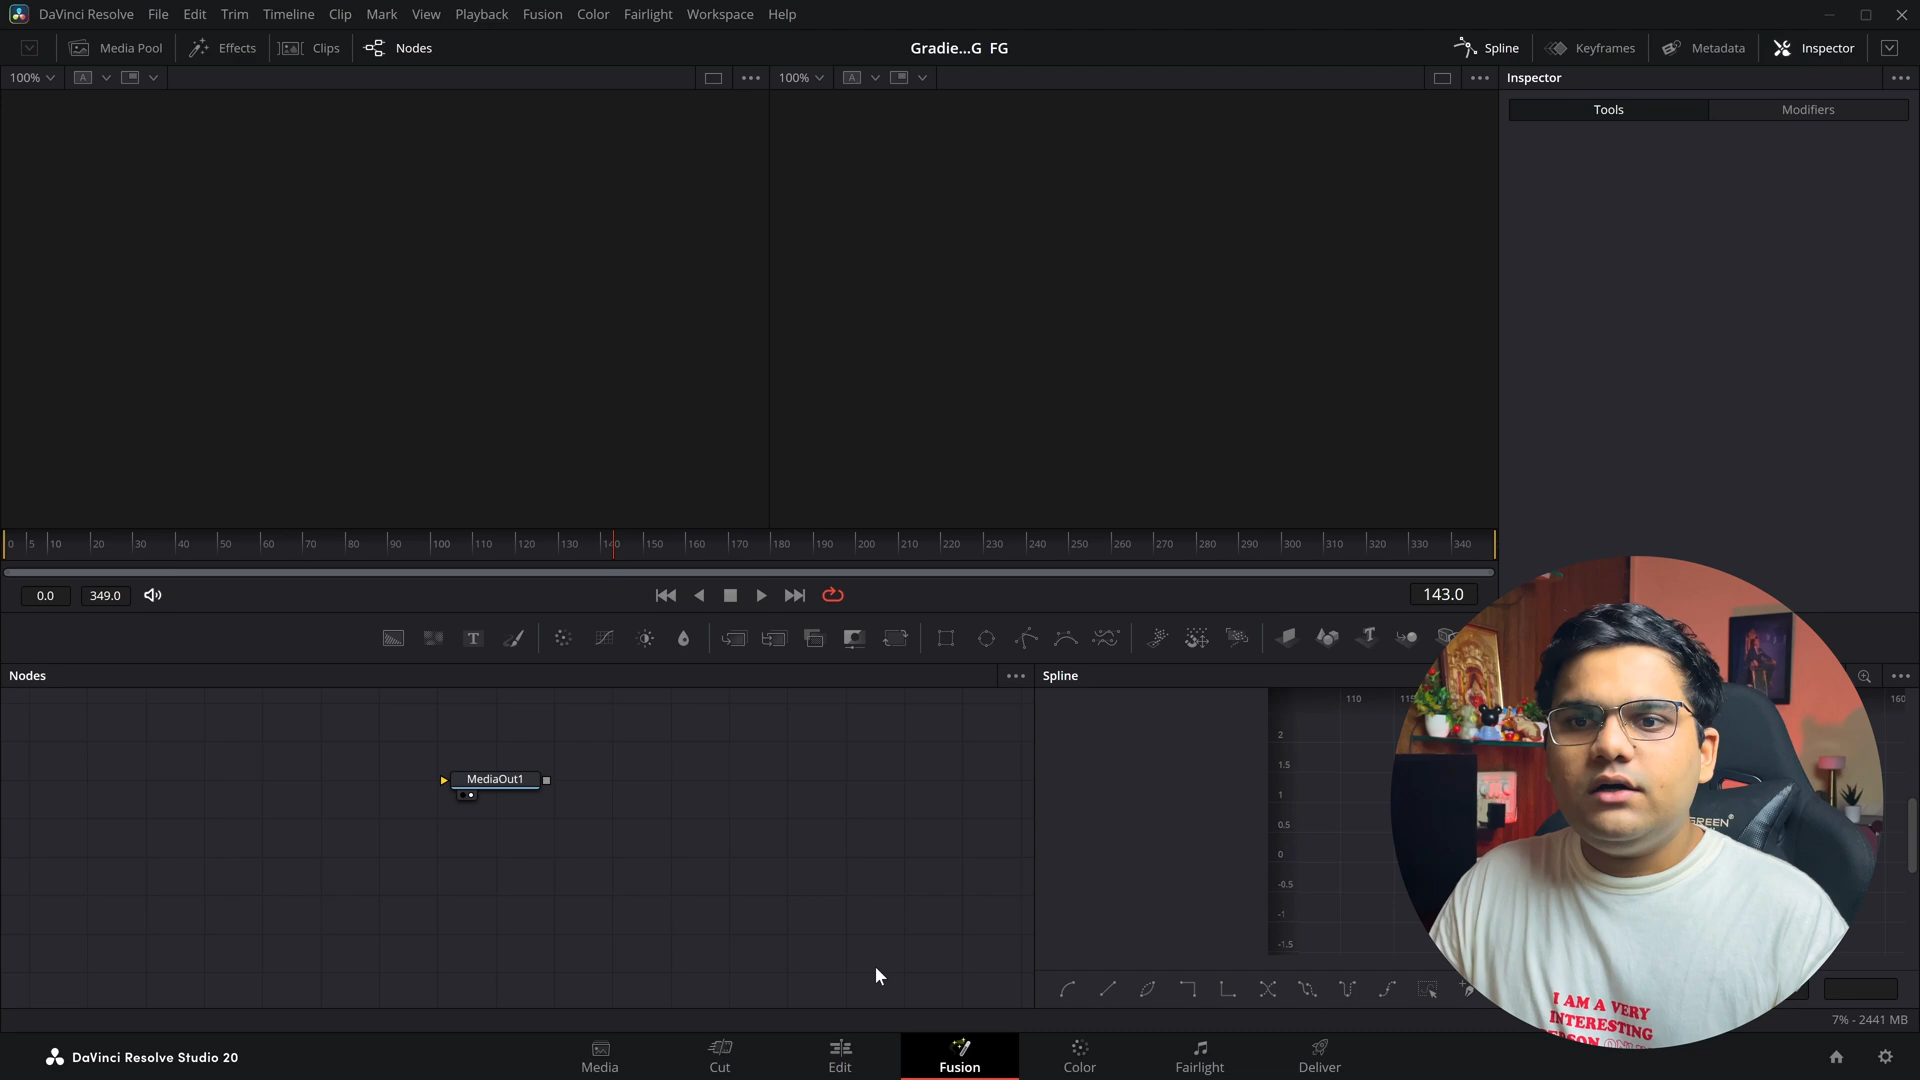 DaVinci Resolve File Edit Trim Timeline Clip Mark View Playback Fusion Color Fairlight Workspace Help
Media Pool Effects Clips Nodes Gradie...G FG Spline Keyframes Metadata Inspector
100% A 100% A Inspector
Tools Modifiers
0 5 10 20 30 40 50 60 70 80 90 100 110 120 130 140 150 160 170 180 190 200 210 220 230 240 250 260 270 280 290 300 310 320 330 340
0.0 349.0 143.0
T
Nodes Spline
110 160
2
1.5
1
0.5
0
-0.5
-1
-1.5
MediaOut1
GREEN
I AM A VERY
INTERESTING
7% - 2441 MB
DaVinci Resolve Studio 20
Media Cut Edit Fusion Color Fairlight Deliver